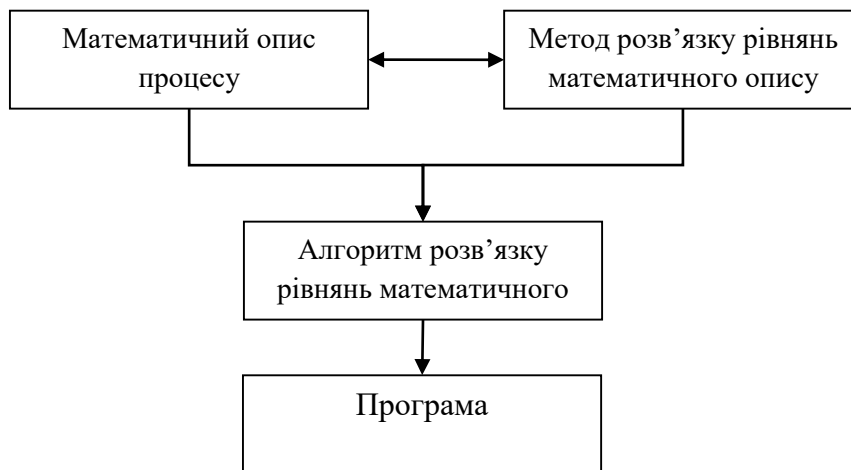 Математичний опис
процесу
Метод розв’язку рівнянь
математичного опису
Алгоритм розв’язку
рівнянь математичного
Програма